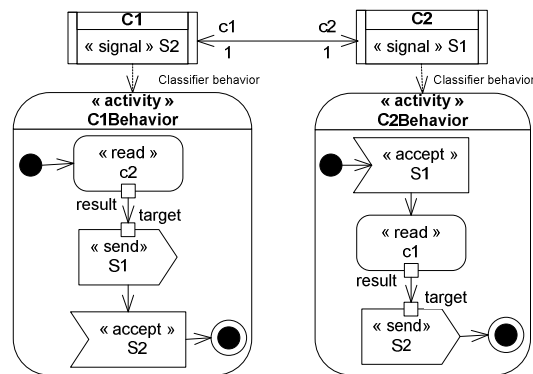 C1
« signal » S2
c1
1
c2
1
C2
« signal » S1
Classifier behavior
Classifier behavior
« activity »
C1Behavior
« read »
c2
result
target
« send»
S1
« accept »
S2
« activity »
C2Behavior
« accept »
S1
« read »
c1
result
target
« send»
S2